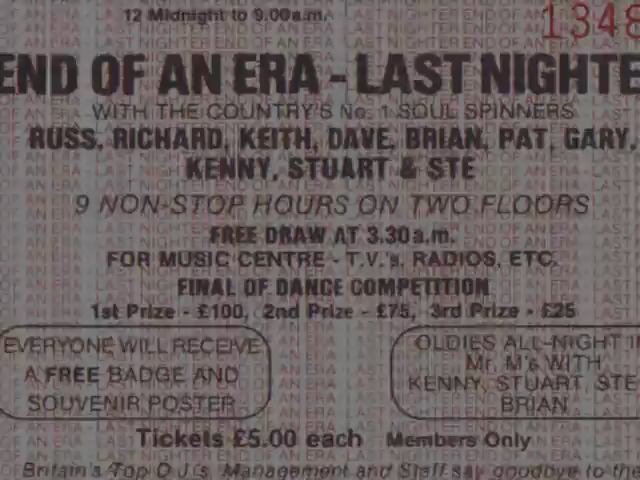 12 Midnight to 9.00a.m.
1348
END OF AN ERA - LAST NIGHTE
WITH THE COUNTRY'S No. 1 SOUL SPINNERS
RUSS, RICHARD, KEITH, DAVE, BRIAN, PAT, GARY,
KENNY, STUART & STE
9 NON-STOP HOURS ON TWO FLOORS
FREE DRAW AT 3.30a.m.
FOR MUSIC CENTRE - T.V.'s, RADIOS, ETC.
FINAL OF DANCE COMPETITION
1st Prize - £100, 2nd Prize - £75, 3rd Prize - £25
EVERYONE WILL RECEIVE
A FREE BADGE AND
SOUVENIR POSTER
OLDIES ALL-NIGHT I
Mr. M's WITH
KENNY, STUART, STE
BRIAN
Tickets £5.00 each Members Only
Britain's Top D.J.'s, Management and Staff say goodbye to the